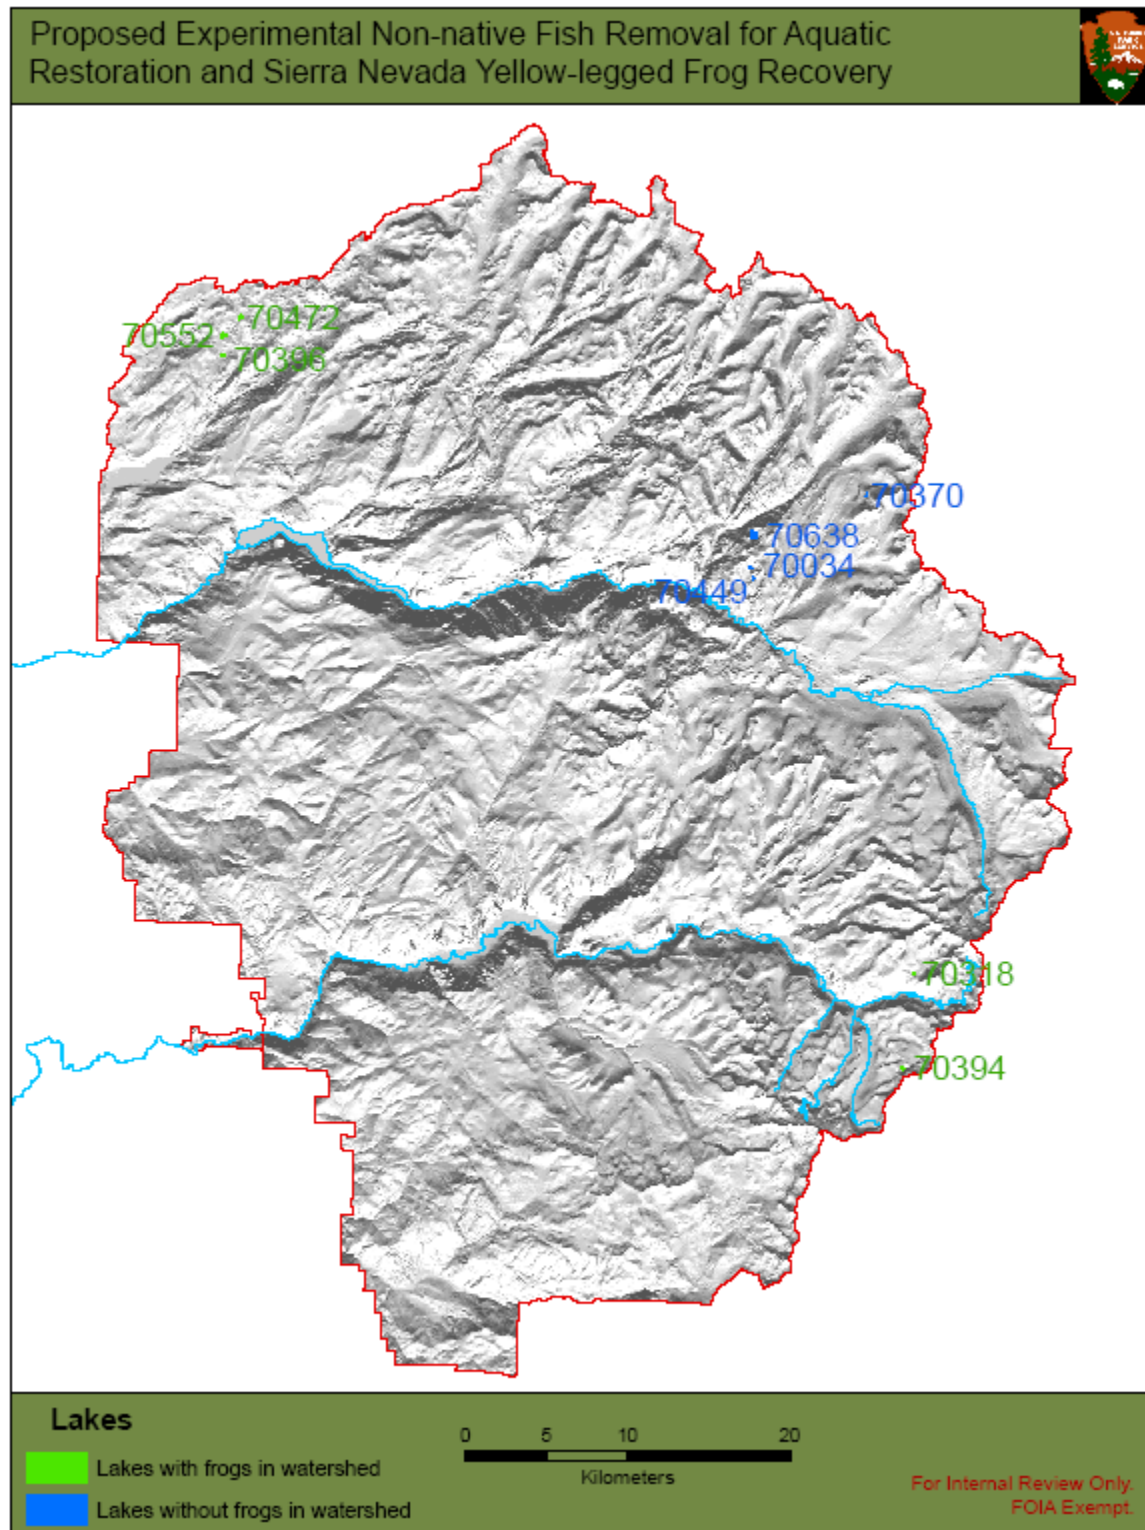 Proposed Experimental Non-native Fish Removal for Aquatic
Restoration and Sierra Nevada Yellow-legged Frog Recovery
70472
70552
70396
70370
70638
70034
70449
70318
70394
Lakes
Lakes with frogs in watershed
Lakes without frogs in watershed
0 5 10 20
Kilometers
For Internal Review Only.
FOIA Exempt.